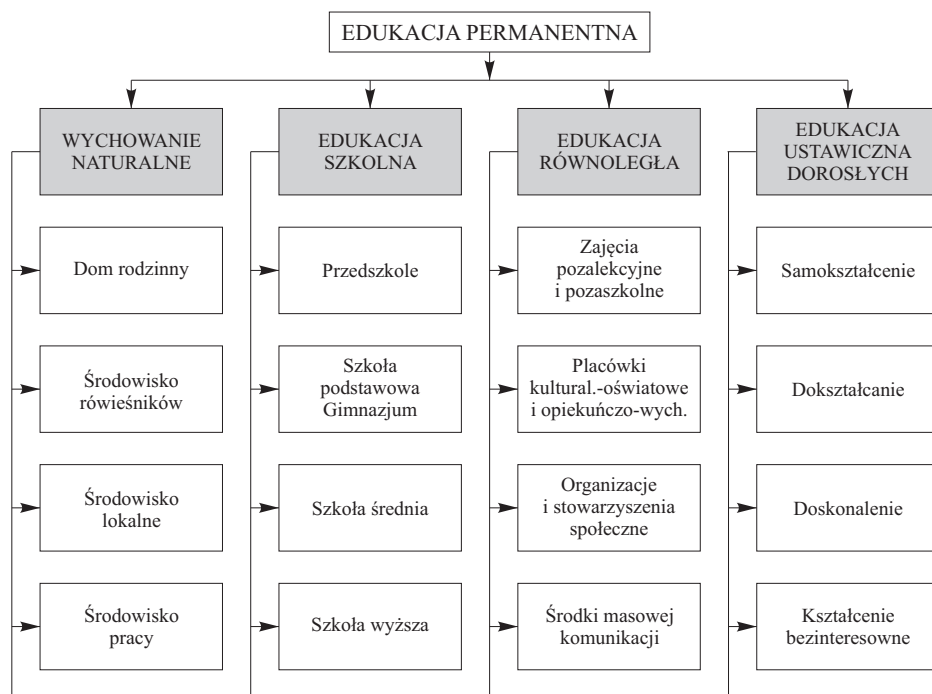 EDUKACJA PERMANENTNA
WYCHOWANIE
NATURALNE
EDUKACJA
SZKOLNA
EDUKACJA
RÓWNOLEGŁA
EDUKACJA
USTAWICZNA
DOROSŁYCH
Dom rodzinny
Przedszkole
Zajęcia
pozalekcyjne
i pozaszkolne
Samokształcenie
Środowisko
rówieśników
Szkoła
podstawowa
Gimnazjum
Placówki
kultural.-oświatowe
i opiekuńczo-wych.
Dokształcanie
Środowisko
lokalne
Szkoła średnia
Organizacje
i stowarzyszenia
społeczne
Doskonalenie
Środowisko
pracy
Szkoła wyższa
Środki masowej
komunikacji
Kształcenie
bezinteresowne